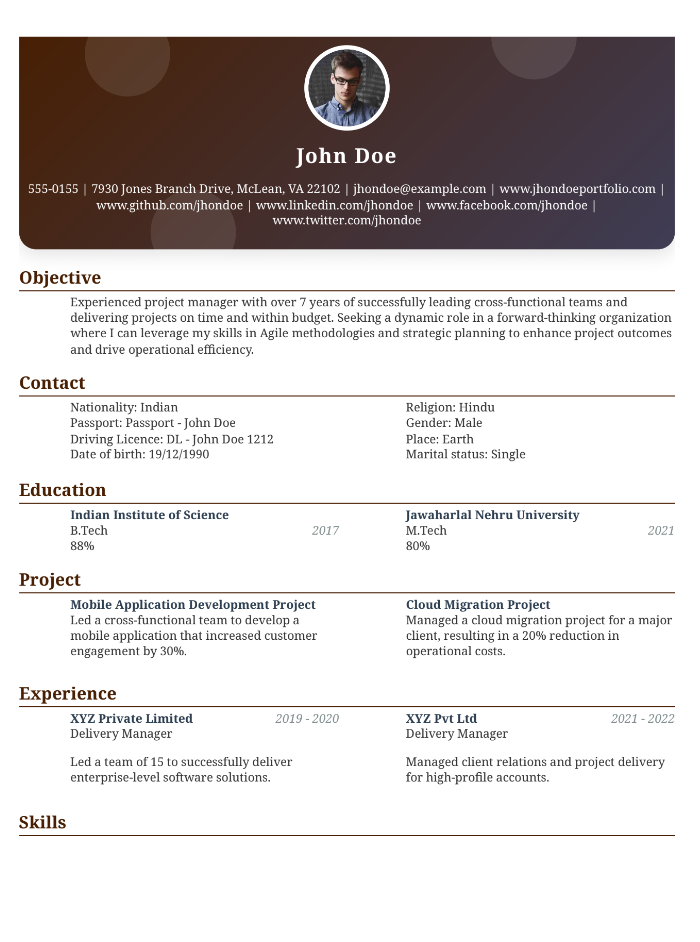 John Doe
555-0155 | 7930 Jones Branch Drive, McLean, VA 22102 | jhondoe@example.com | www.jhondoeportfolio.com |
www.github.com/jhondoe | www.linkedin.com/jhondoe | www.facebook.com/jhondoe |
www.twitter.com/jhondoe
Objective
Experienced project manager with over 7 years of successfully leading cross-functional teams and
delivering projects on time and within budget. Seeking a dynamic role in a forward-thinking organization
where I can leverage my skills in Agile methodologies and strategic planning to enhance project outcomes
and drive operational efficiency.
Contact
Nationality: Indian
Passport: Passport - John Doe
Driving Licence: DL - John Doe 1212
Date of birth: 19/12/1990
Religion: Hindu
Gender: Male
Place: Earth
Marital status: Single
Education
Indian Institute of Science
B.Tech 2017
88%
Jawaharlal Nehru University
M.Tech 2021
80%
Project
Mobile Application Development Project
Led a cross-functional team to develop a
mobile application that increased customer
engagement by 30%.
Cloud Migration Project
Managed a cloud migration project for a major
client, resulting in a 20% reduction in
operational costs.
Experience
XYZ Private Limited 2019 - 2020
Delivery Manager
Led a team of 15 to successfully deliver
enterprise-level software solutions.
XYZ Pvt Ltd 2021 - 2022
Delivery Manager
Managed client relations and project delivery
for high-profile accounts.
Skills